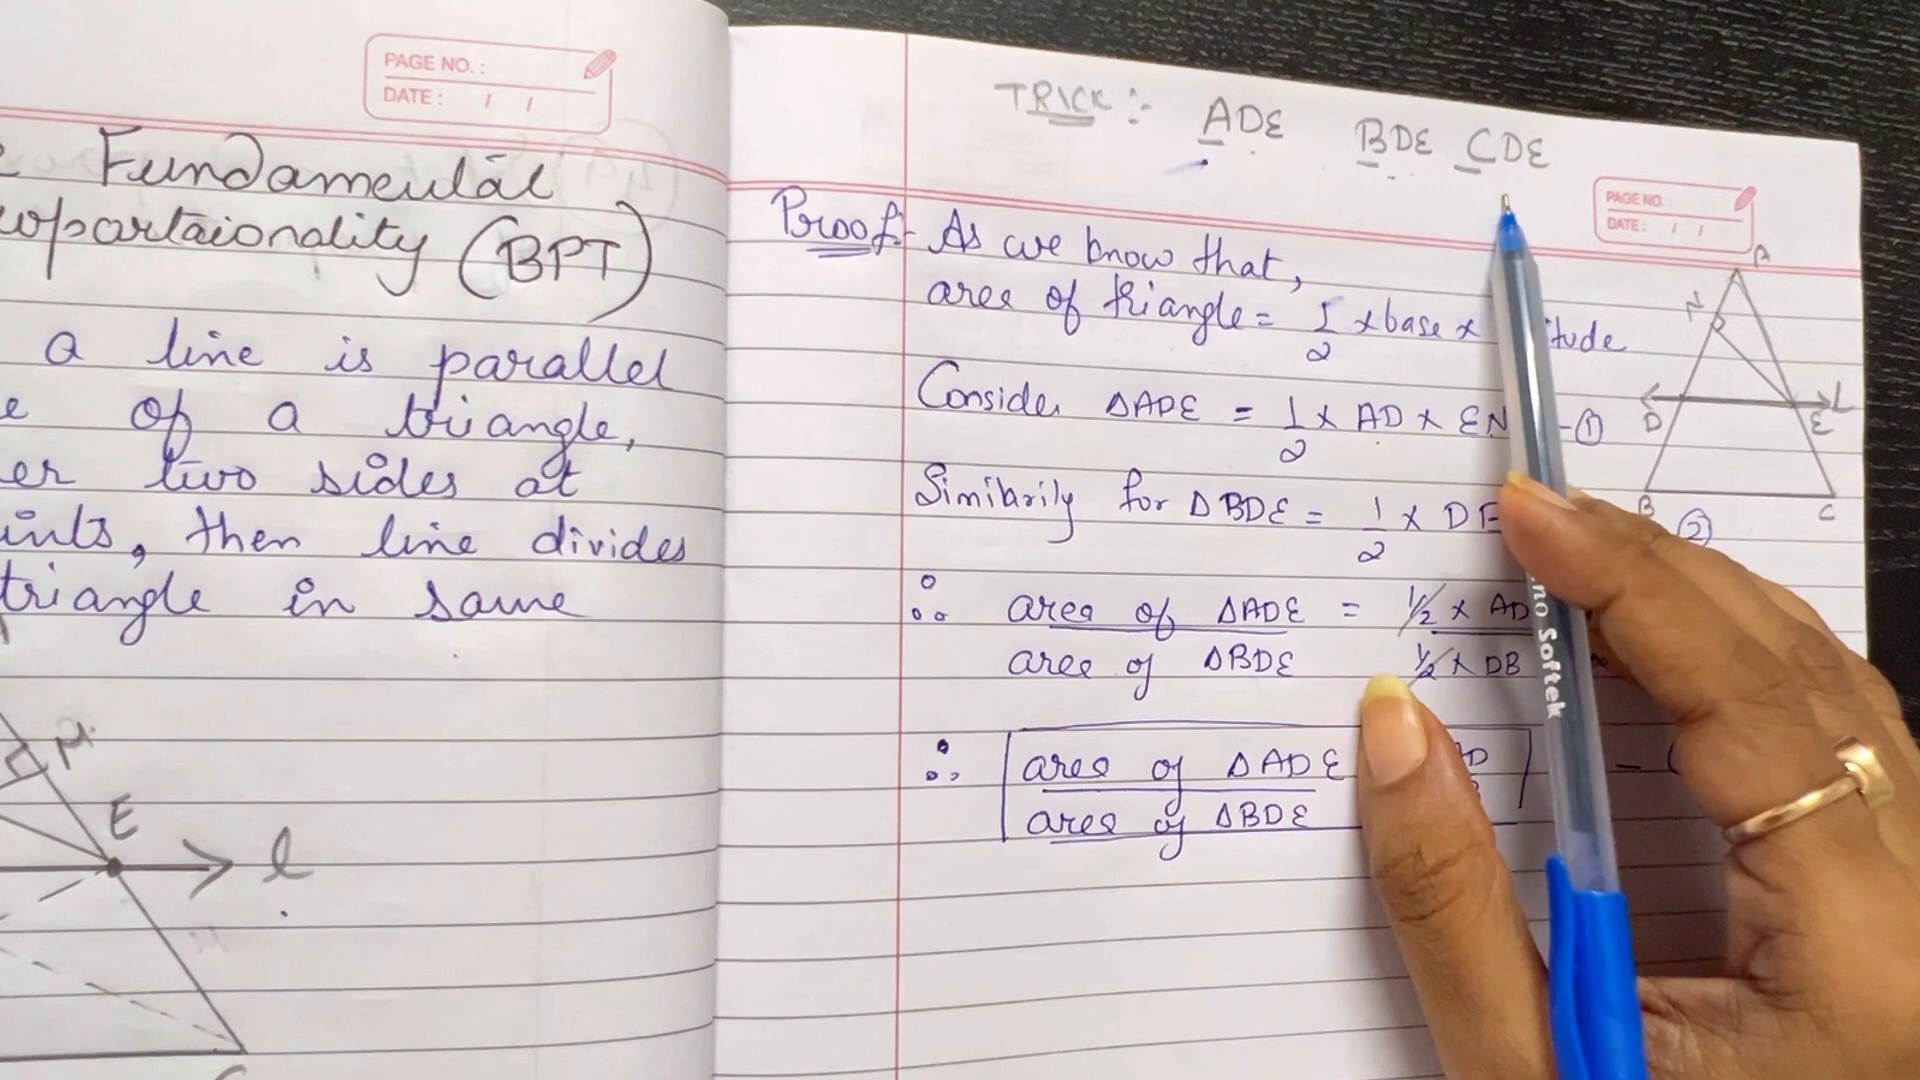 PAGE NO. :
DATE : / /
Fundamental
(BPT)
a line is parallel
of a triangle,
two sides at
then line divides
triangle in same
M
E
l
C
TRICK :- ADE BDE CDE
PAGE NO.
DATE : / /
Proof:- As we know that,
area of triangle = 1/2 x base x
Consider ΔADE = 1/2 x AD x EN - ①
Similarily for ΔBDE = 1/2 x D ②
∴ area of ΔADE = 1/2 x AD
area of ΔBDE 1/2 x DB
∴ area of ΔADE
area of ΔBDE
A
N
D
E
L
B
C
no Softek